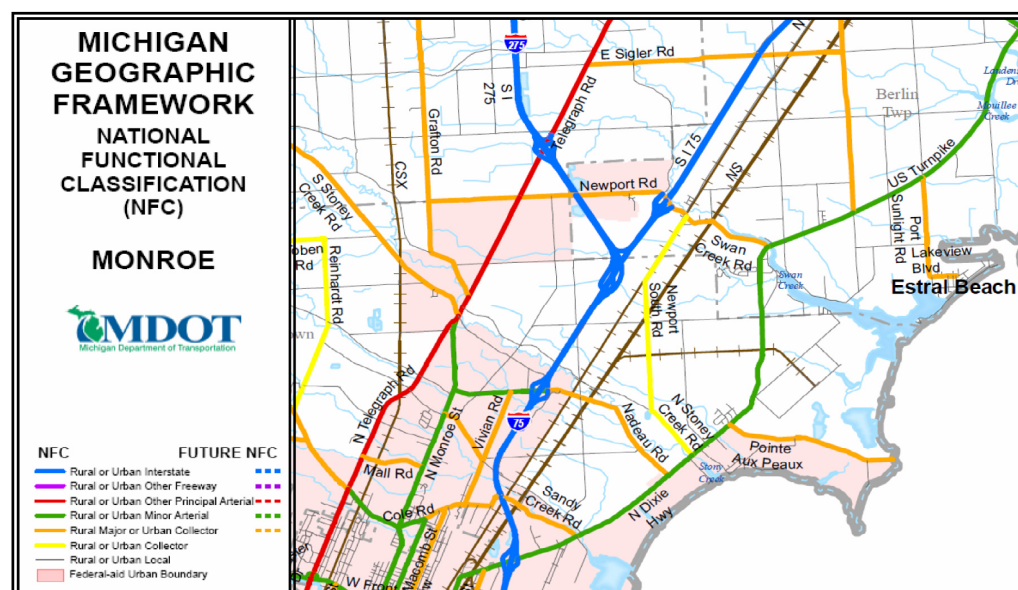 MICHIGAN
GEOGRAPHIC
FRAMEWORK
NATIONAL
FUNCTIONAL
CLASSIFICATION
(NFC)
MONROE
MDOT
Michigan Department of Transportation
NFC
FUTURE NFC
Rural or Urban Interstate
Rural or Urban Other Freeway
Rural or Urban Other Principal Arterial
Rural or Urban Minor Arterial
Rural Major or Urban Collector
Rural or Urban Collector
Rural or Urban Local
Federal-aid Urban Boundary
275
S I
275
E Sigler Rd
Telegraph Rd
Grafton Rd
CSX
S Stoney
Creek Rd
Reinhardt Rd
Rd
Newport Rd
S I 75
NS
Berlin
Twp
Mouillee
Creek
US Turnpike
Swan
Creek Rd
Swan
Creek
Port
Sunlight Rd
Lakeview
Blvd.
Estral Beach
Newport
South Rd
N Telegraph Rd
75
Vivian Rd
N Monroe St
Mall Rd
Nadeau Rd
N Stoney
Creek Rd
Stony
Creek
Pointe
Aux Peaux
Sandy
Creek Rd
N Dixie
Hwy
Cole Rd
Macomb St
W Front